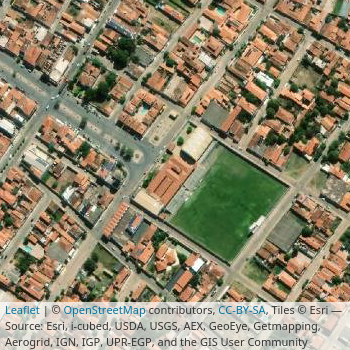 Leaflet | © OpenStreetMap contributors, CC-BY-SA, Tiles © Esri —
Source: Esri, i-cubed, USDA, USGS, AEX, GeoEye, Getmapping,
Aerogrid, IGN, IGP, UPR-EGP, and the GIS User Community